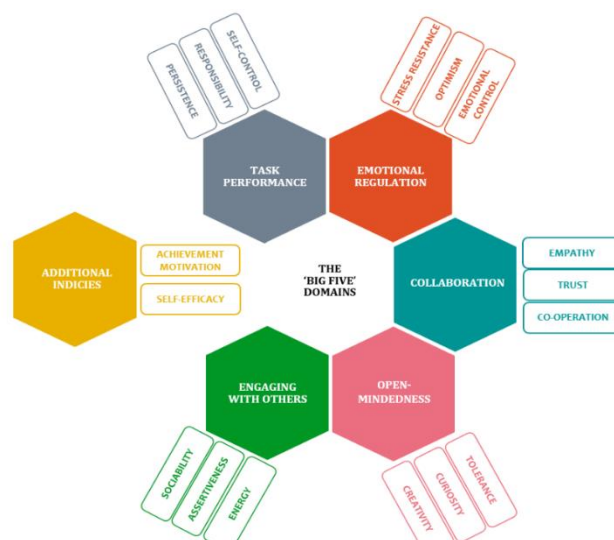 SELF-CONTROL
RESPONSIBILITY
PERSISTENCE
STRESS RESISTANCE
OPTIMISM
EMOTIONAL
CONTROL
TASK
PERFORMANCE
EMOTIONAL
REGULATION
ADDITIONAL
INDICIES
ACHIEVEMENT
MOTIVATION
SELF-EFFICACY
THE
'BIG FIVE'
DOMAINS
COLLABORATION
EMPATHY
TRUST
CO-OPERATION
ENGAGING
WITH OTHERS
OPEN-
MINDEDNESS
SOCIABILITY
ASSERTIVENESS
ENERGY
CREATIVITY
CURIOSITY
TOLERANCE